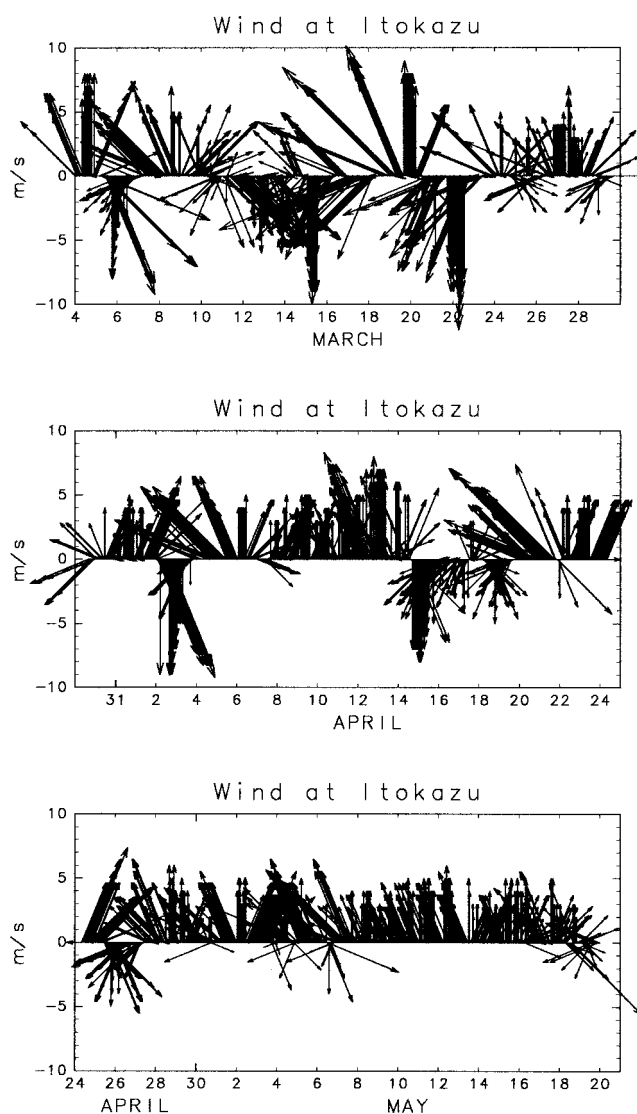 Wind at Itokazu
10
5
m/s
0
-5
-10
4 6 8 10 12 14 16 18 20 22 24 26 28
MARCH
Wind at Itokazu
10
5
m/s
0
-5
-10
31 2 4 6 8 10 12 14 16 18 20 22 24
APRIL
Wind at Itokazu
10
5
m/s
0
-5
-10
24 26 28 30 2 4 6 8 10 12 14 16 18 20
APRIL MAY